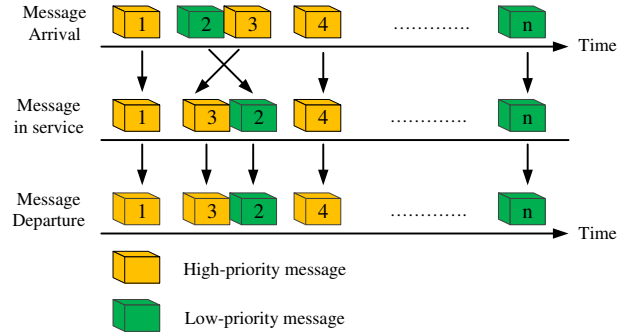 Message
Arrival
1 2 3 4 ............. n
Time
Message
in service
1 3 2 4 ............. n
Message
Departure
1 3 2 4 ............. n
Time
High-priority message
Low-priority message